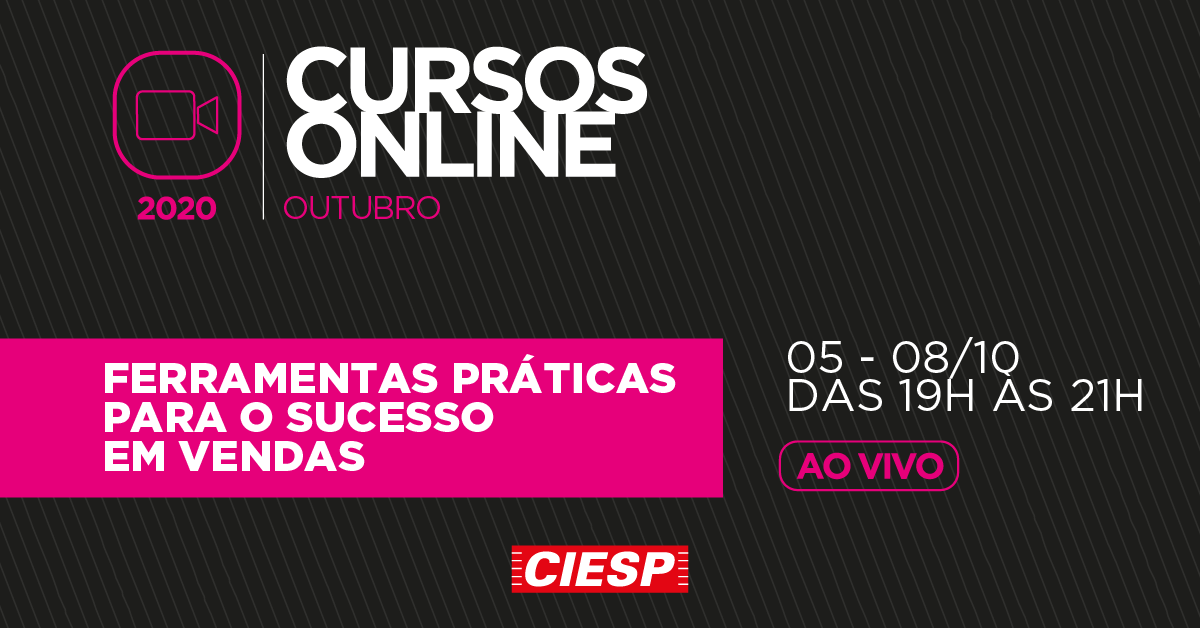 CURSOS
ONLINE
2020
OUTUBRO
FERRAMENTAS PRÁTICAS
PARA O SUCESSO
EM VENDAS
05 - 08/10
DAS 19H AS 21H
AO VIVO
CIESP